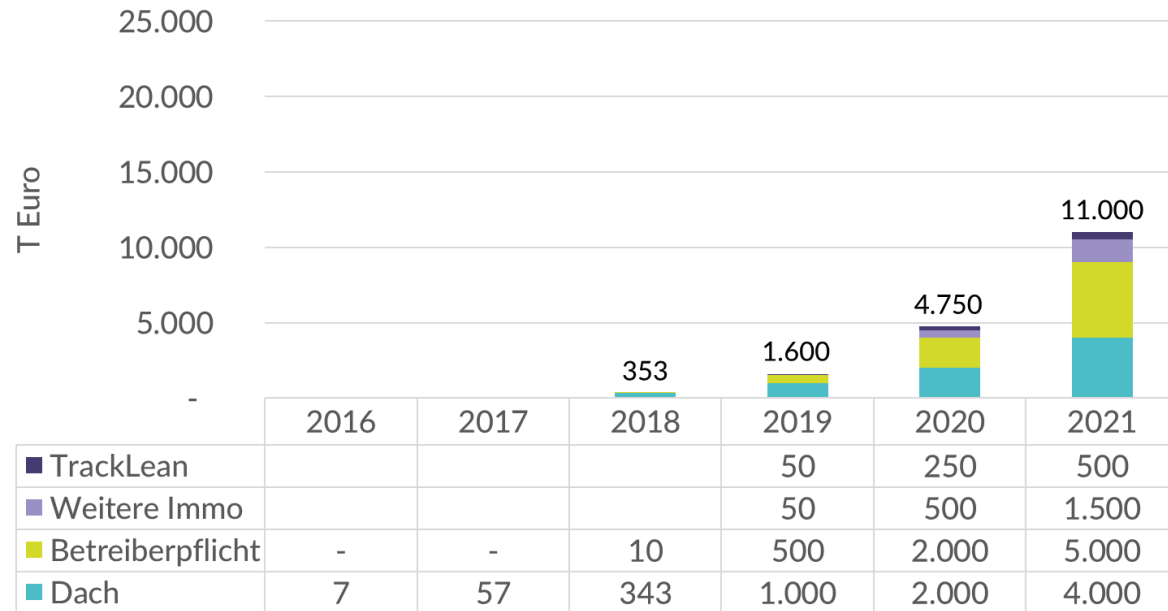 25.000
20.000
15.000
10.000
5.000
-
T Euro
353
1.600
4.750
11.000
2016 2017 2018 2019 2020 2021
TrackLean 50 250 500
Weitere Immo 50 500 1.500
Betreiberpflicht - - 10 500 2.000 5.000
Dach 7 57 343 1.000 2.000 4.000